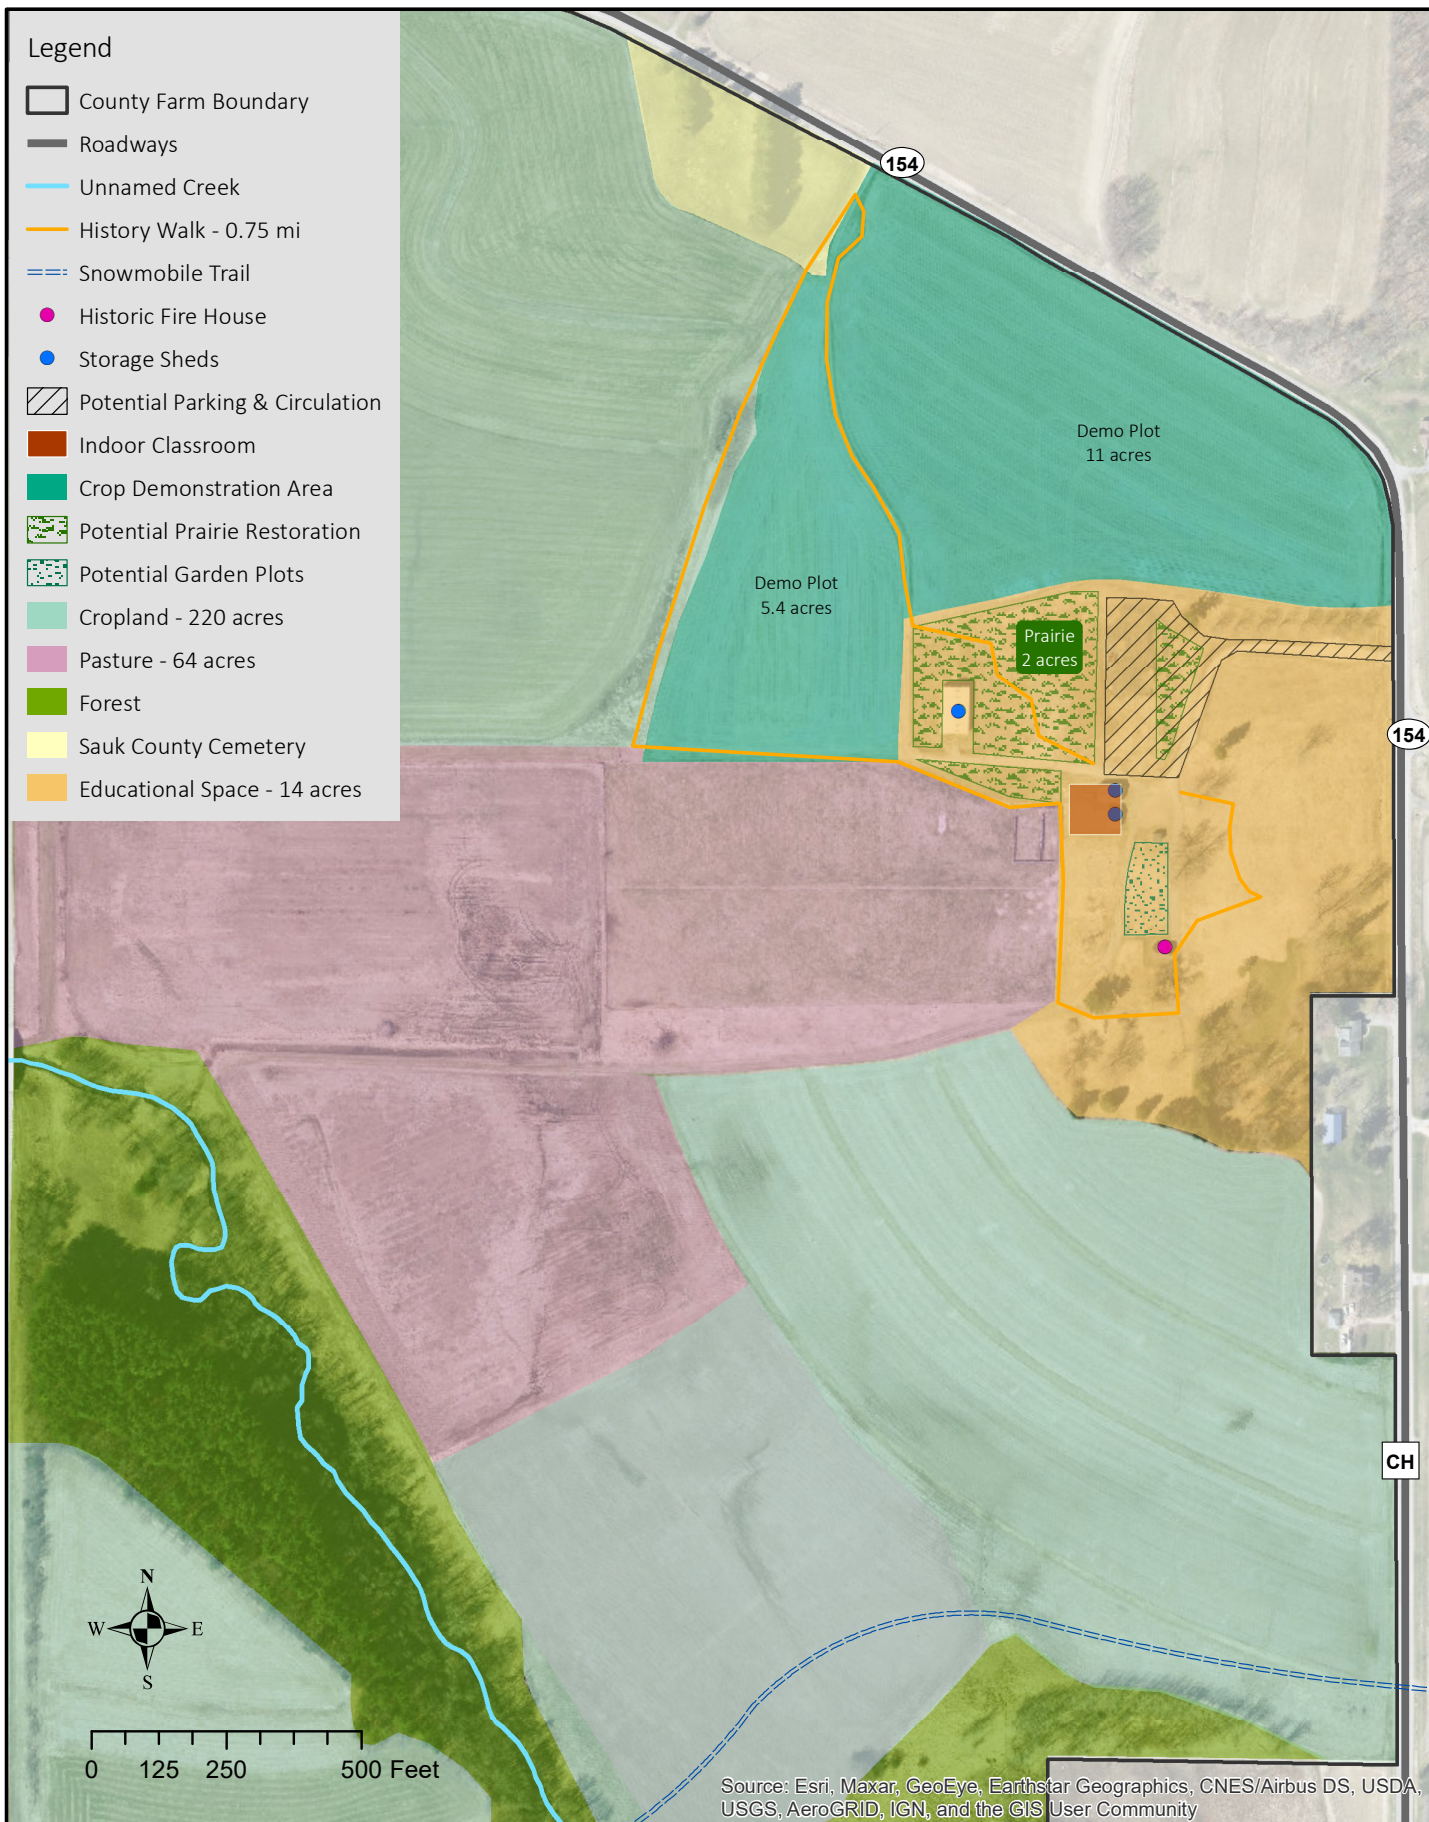 Legend
County Farm Boundary
Roadways
Unnamed Creek
History Walk - 0.75 mi
Snowmobile Trail
Historic Fire House
Storage Sheds
Potential Parking & Circulation
Indoor Classroom
Crop Demonstration Area
Potential Prairie Restoration
Potential Garden Plots
Cropland - 220 acres
Pasture - 64 acres
Forest
Sauk County Cemetery
Educational Space - 14 acres
154
Demo Plot
11 acres
Demo Plot
5.4 acres
Prairie
2 acres
154
CH
N
W E
S
0 125 250 500 Feet
Source: Esri, Maxar, GeoEye, Earthstar Geographics, CNES/Airbus DS, USDA,
USGS, AeroGRID, IGN, and the GIS User Community